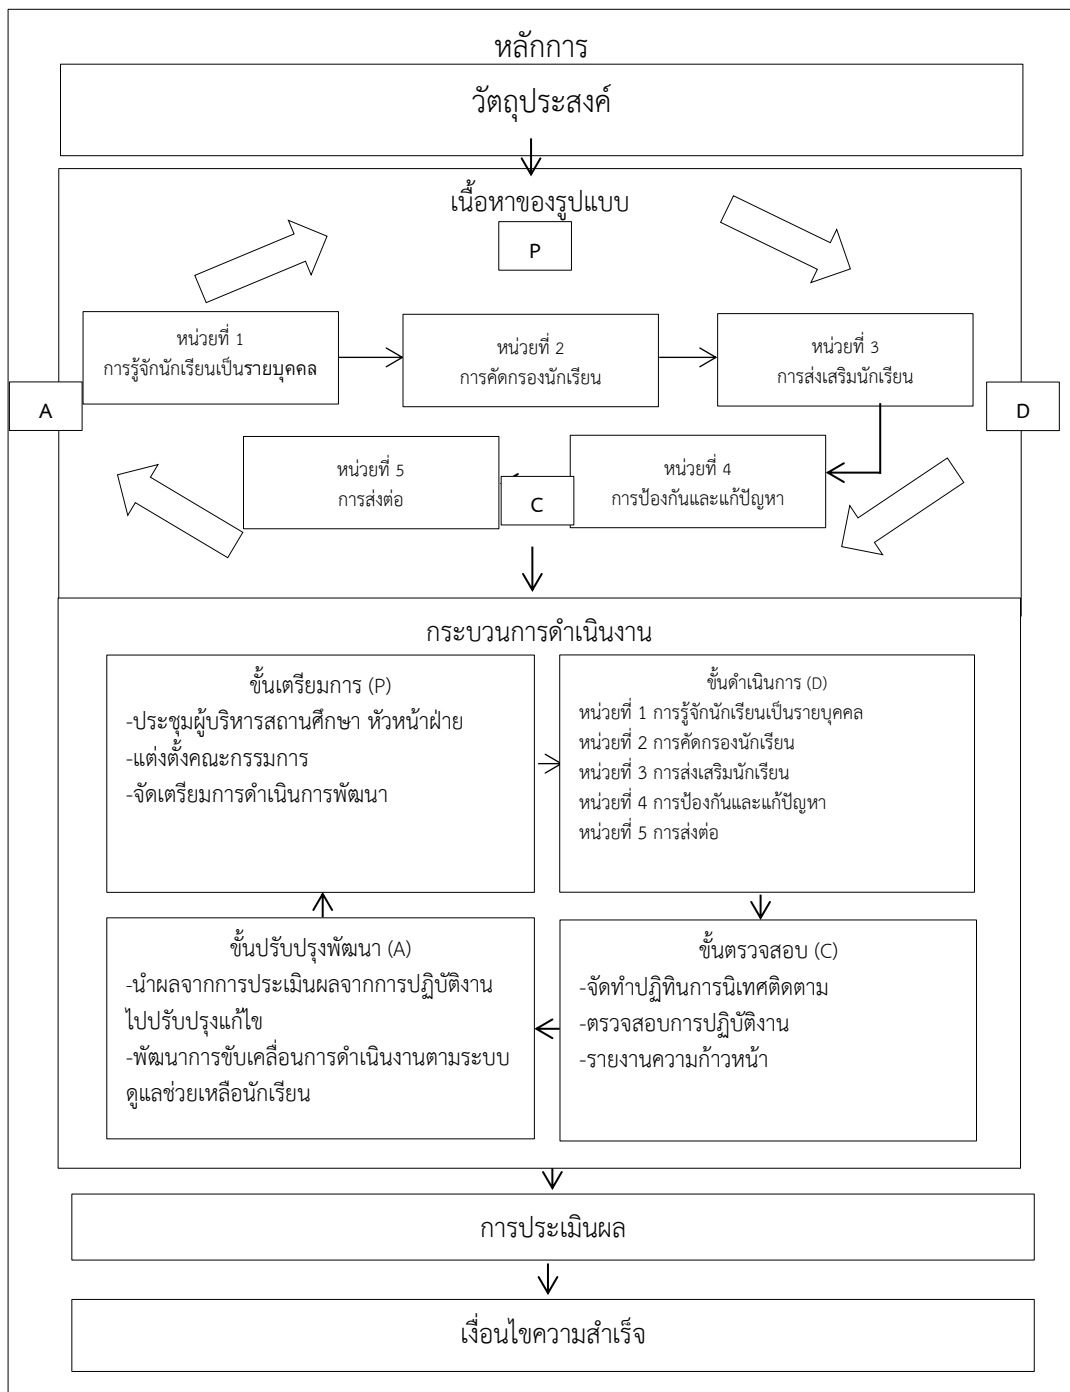 หลักการ
วัตถุประสงค์
เนื้อหาของรูปแบบ
P
หน่วยที่ 1
การรู้จักนักเรียนเป็นรายบุคคล
หน่วยที่ 2
การคัดกรองนักเรียน
หน่วยที่ 3
การส่งเสริมนักเรียน
A
D
หน่วยที่ 5
การส่งต่อ
C
หน่วยที่ 4
การป้องกันและแก้ปัญหา
กระบวนการดำเนินงาน
ขั้นเตรียมการ (P)
-ประชุมผู้บริหารสถานศึกษา หัวหน้าฝ่าย
-แต่งตั้งคณะกรรมการ
-จัดเตรียมการดำเนินการพัฒนา
ขั้นดำเนินการ (D)
หน่วยที่ 1 การรู้จักนักเรียนเป็นรายบุคคล
หน่วยที่ 2 การคัดกรองนักเรียน
หน่วยที่ 3 การส่งเสริมนักเรียน
หน่วยที่ 4 การป้องกันและแก้ปัญหา
หน่วยที่ 5 การส่งต่อ
ขั้นปรับปรุงพัฒนา (A)
-นำผลจากการประเมินผลจากการปฏิบัติงาน
ไปปรับปรุงแก้ไข
-พัฒนาการขับเคลื่อนการดำเนินงานตามระบบ
ดูแลช่วยเหลือนักเรียน
ขั้นตรวจสอบ (C)
-จัดทำปฏิทินการนิเทศติดตาม
-ตรวจสอบการปฏิบัติงาน
-รายงานความก้าวหน้า
การประเมินผล
เงื่อนไขความสำเร็จ